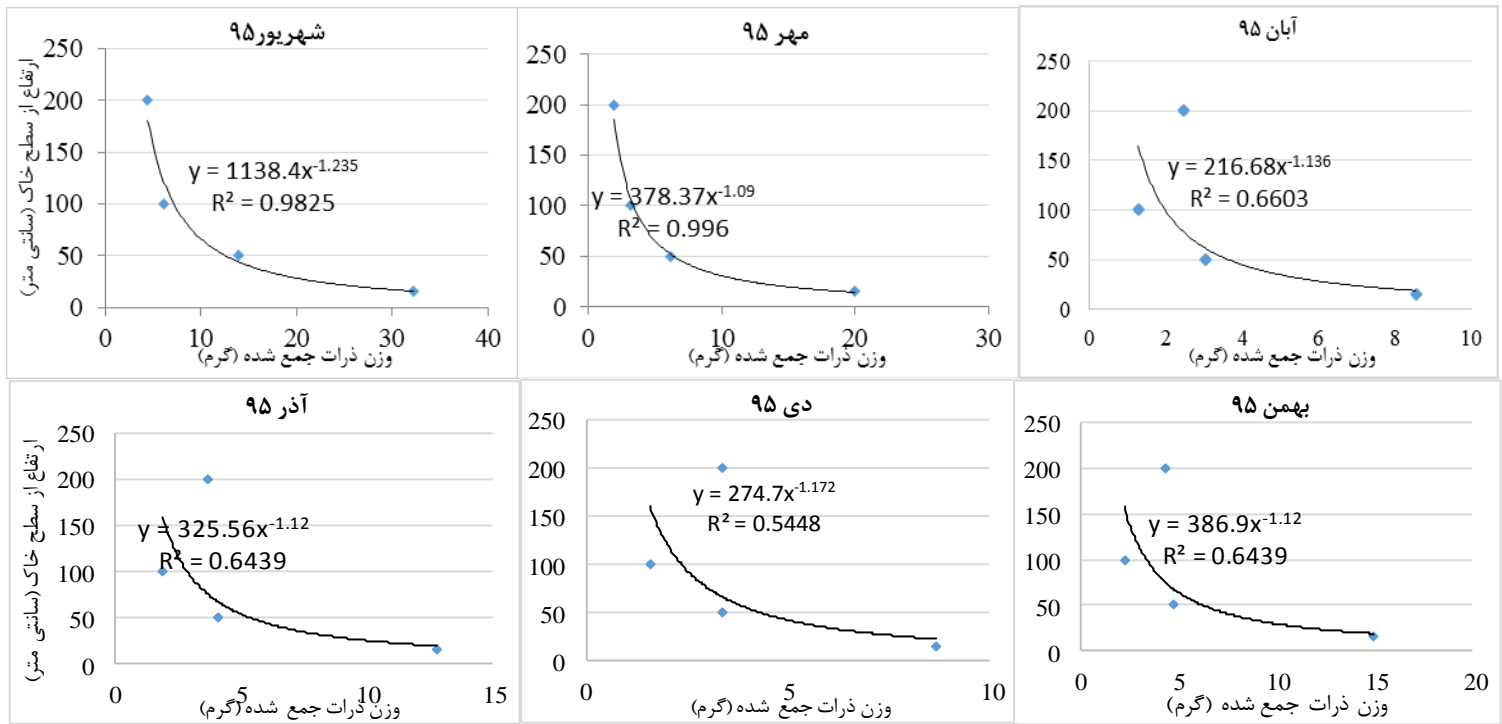 شهریور۹۵
250
200
150
100
50
0
0 10 20 30 40
y = 1138.4x^-1.235
R² = 0.9825
ارتفاع از سطح خاک (سانتی متر)
وزن ذرات جمع شده (گرم)
مهر ۹۵
250
200
150
100
50
0
0 10 20 30
y = 378.37x^-1.09
R² = 0.996
وزن ذرات جمع شده (گرم)
آبان ۹۵
250
200
150
100
50
0
0 2 4 6 8 10
y = 216.68x^-1.136
R² = 0.6603
وزن ذرات جمع شده (گرم)
آذر ۹۵
250
200
150
100
50
0
0 5 10 15
y = 325.56x^-1.12
R² = 0.6439
ارتفاع از سطح خاک (سانتی متر)
وزن ذرات جمع شده (گرم)
دی ۹۵
250
200
150
100
50
0
0 5 10
y = 274.7x^-1.172
R² = 0.5448
وزن ذرات جمع شده (گرم)
بهمن ۹۵
250
200
150
100
50
0
0 5 10 15 20
y = 386.9x^-1.12
R² = 0.6439
وزن ذرات جمع شده (گرم)